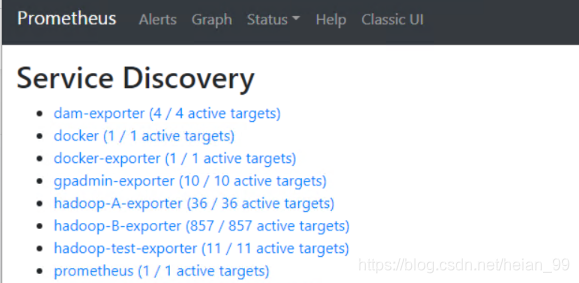 Prometheus Alerts Graph Status Help Classic UI
Service Discovery
dam-exporter (4 / 4 active targets)
docker (1 / 1 active targets)
docker-exporter (1 / 1 active targets)
gpadmin-exporter (10 / 10 active targets)
hadoop-A-exporter (36 / 36 active targets)
hadoop-B-exporter (857 / 857 active targets)
hadoop-test-exporter (11 / 11 active targets)
prometheus (1 / 1 active targets)
https://blog.csdn.net/heian_99